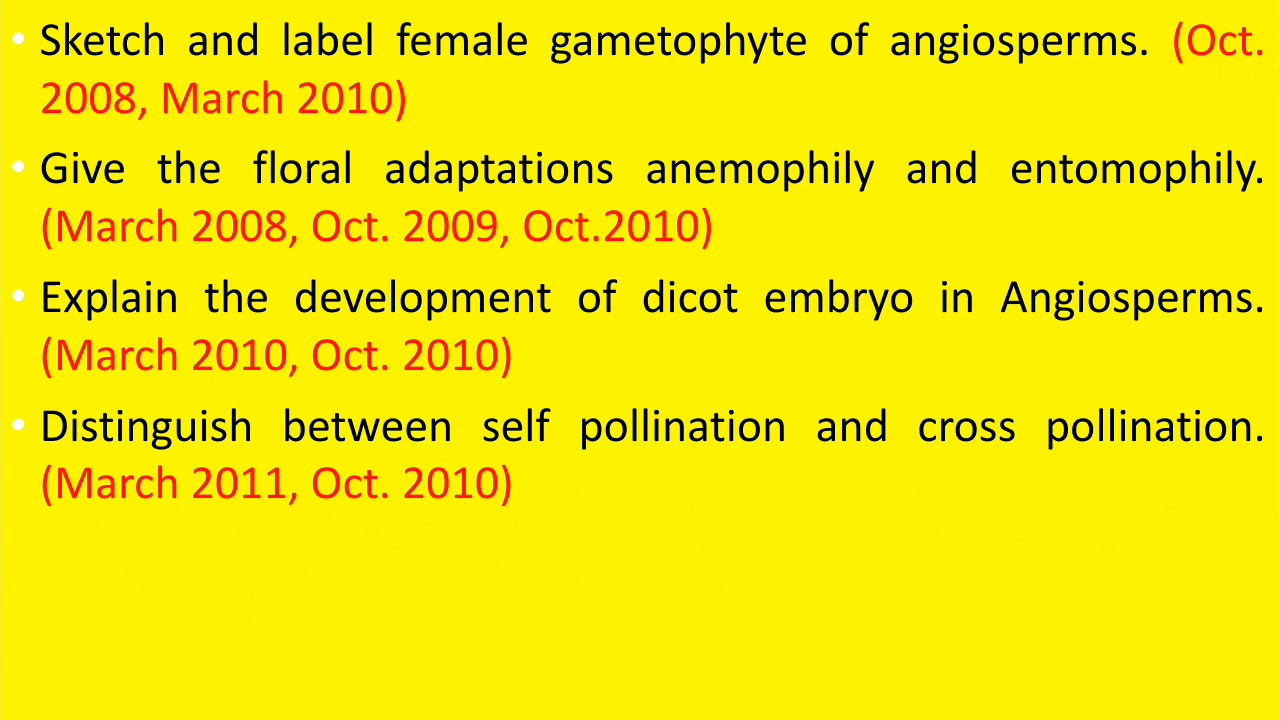 • Sketch and label female gametophyte of angiosperms. (Oct.
2008, March 2010)
• Give the floral adaptations anemophily and entomophily.
(March 2008, Oct. 2009, Oct.2010)
• Explain the development of dicot embryo in Angiosperms.
(March 2010, Oct. 2010)
• Distinguish between self pollination and cross pollination.
(March 2011, Oct. 2010)